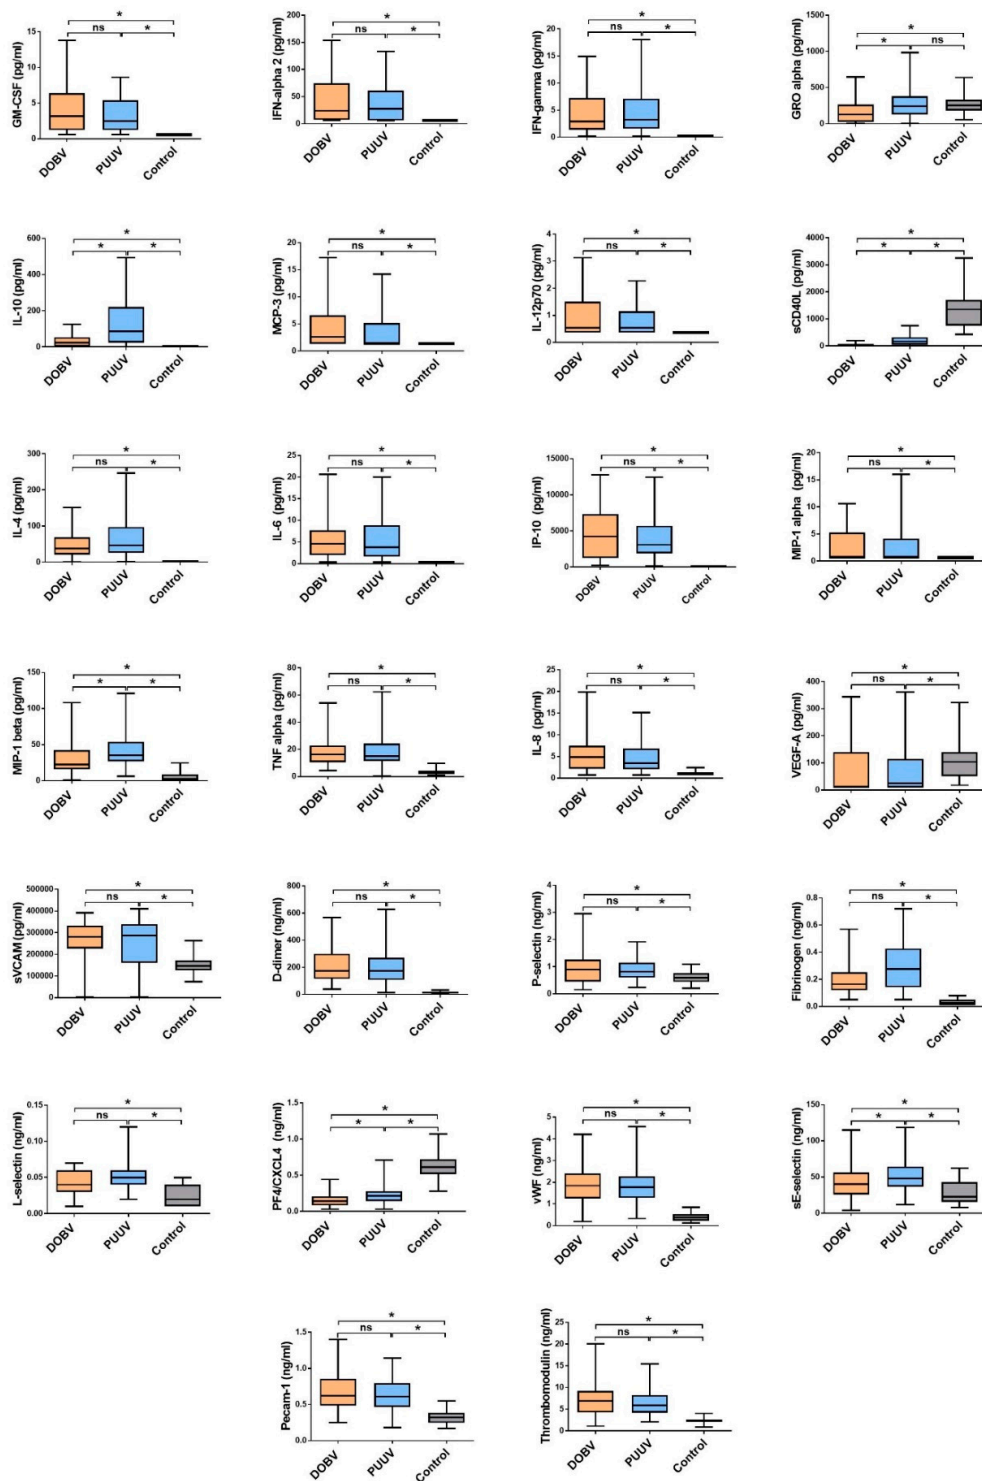 GM-CSF (pg/ml)
15
10
5
0
*
ns
*
DOBV
PUUV
Control
IFN-alpha 2 (pg/ml)
200
150
100
50
0
*
ns
*
DOBV
PUUV
Control
IFN-gamma (pg/ml)
20
15
10
5
0
*
ns
*
DOBV
PUUV
Control
GRO alpha (pg/ml)
1500
1000
500
0
*
*
ns
DOBV
PUUV
Control
IL-10 (pg/ml)
600
400
200
0
*
*
*
DOBV
PUUV
Control
MCP-3 (pg/ml)
20
15
10
5
0
*
ns
*
DOBV
PUUV
Control
IL-12p70 (pg/ml)
4
3
2
1
0
*
ns
*
DOBV
PUUV
Control
sCD40L (pg/ml)
4000
3000
2000
1000
0
*
*
*
DOBV
PUUV
Control
IL-4 (pg/ml)
300
200
100
0
*
ns
*
DOBV
PUUV
Control
IL-6 (pg/ml)
25
20
15
10
5
0
*
ns
*
DOBV
PUUV
Control
IP-10 (pg/ml)
15000
10000
5000
0
*
ns
*
DOBV
PUUV
Control
MIP-1 alpha (pg/ml)
20
15
10
5
0
*
ns
*
DOBV
PUUV
Control
MIP-1 beta (pg/ml)
150
100
50
0
*
*
*
DOBV
PUUV
Control
TNF alpha (pg/ml)
80
60
40
20
0
*
ns
*
DOBV
PUUV
Control
IL-8 (pg/ml)
25
20
15
10
5
0
*
ns
*
DOBV
PUUV
Control
VEGF-A (pg/ml)
400
300
200
100
0
*
ns
*
DOBV
PUUV
Control
sVCAM (pg/ml)
500000
400000
300000
200000
100000
0
*
ns
*
DOBV
PUUV
Control
D-dimer (ng/ml)
800
600
400
200
0
*
ns
*
DOBV
PUUV
Control
P-selectin (ng/ml)
4
3
2
1
0
*
ns
*
DOBV
PUUV
Control
Fibrinogen (ng/ml)
0.8
0.6
0.4
0.2
0.0
*
ns
*
DOBV
PUUV
Control
L-selectin (ng/ml)
0.15
0.10
0.05
0.00
*
ns
*
DOBV
PUUV
Control
PF4/CXCL4 (ng/ml)
1.5
1.0
0.5
0.0
*
*
*
DOBV
PUUV
Control
vWF (ng/ml)
5
4
3
2
1
0
*
ns
*
DOBV
PUUV
Control
sE-selectin (ng/ml)
150
100
50
0
*
*
*
DOBV
PUUV
Control
Pecam-1 (ng/ml)
1.5
1.0
0.5
0.0
*
ns
*
DOBV
PUUV
Control
Thrombomodulin (ng/ml)
25
20
15
10
5
0
*
ns
*
DOBV
PUUV
Control